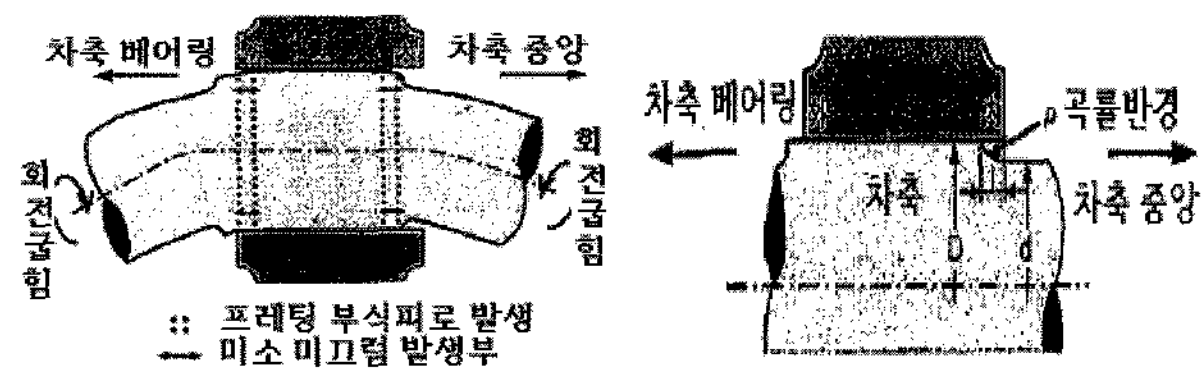 차축 베어링
차축 중앙
회전굽힘
회전굽힘
프레팅 부식피로 발생
미소 미끄럼 발생부
차축 베어링
ρ 곡률반경
차축
차축 중앙
D
d